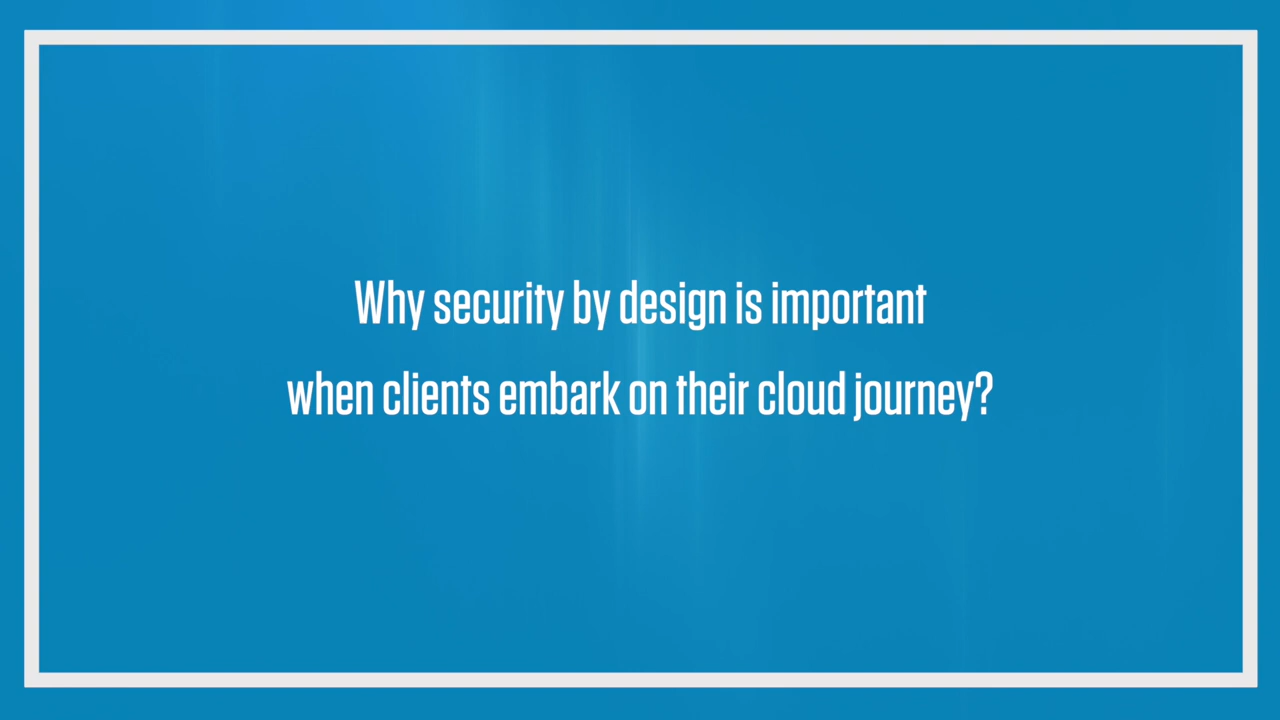 Why security by design is important
when clients embark on their cloud journey?